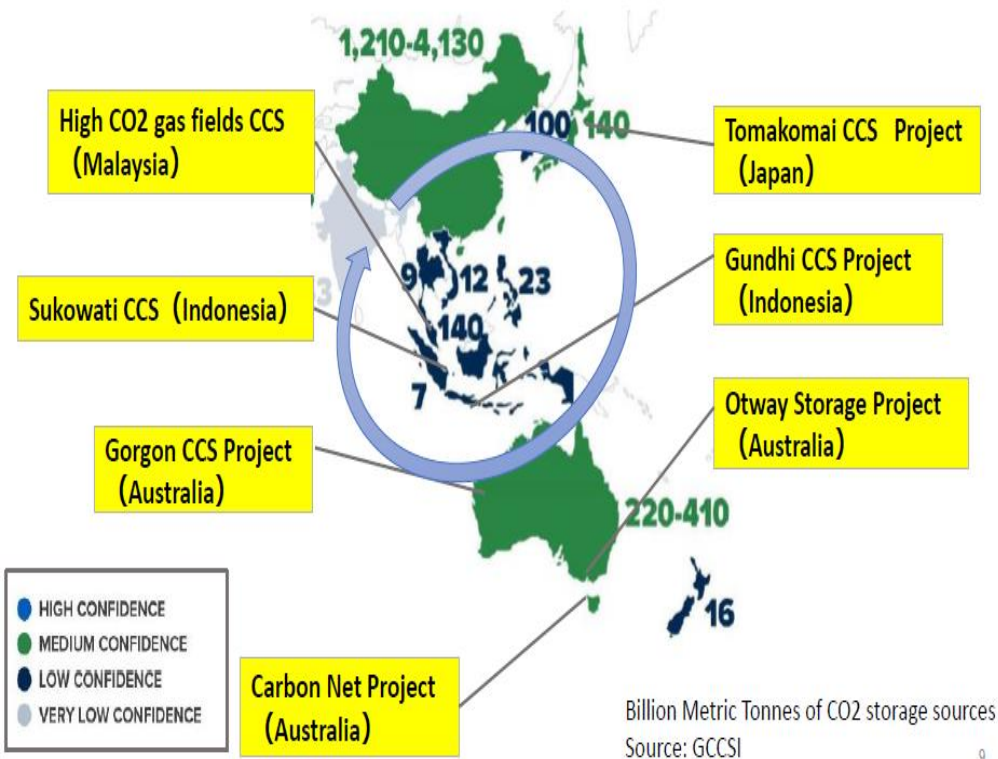 1,210-4,130
High CO2 gas fields CCS
（Malaysia）
100
140
Tomakomai CCS Project
（Japan）
Gundhi CCS Project
（Indonesia）
9
12
23
3
Sukowati CCS（Indonesia）
140
7
Otway Storage Project
（Australia）
Gorgon CCS Project
（Australia）
220-410
HIGH CONFIDENCE
MEDIUM CONFIDENCE
LOW CONFIDENCE
VERY LOW CONFIDENCE
16
Carbon Net Project
（Australia）
Billion Metric Tonnes of CO2 storage sources
Source: GCCSI
9